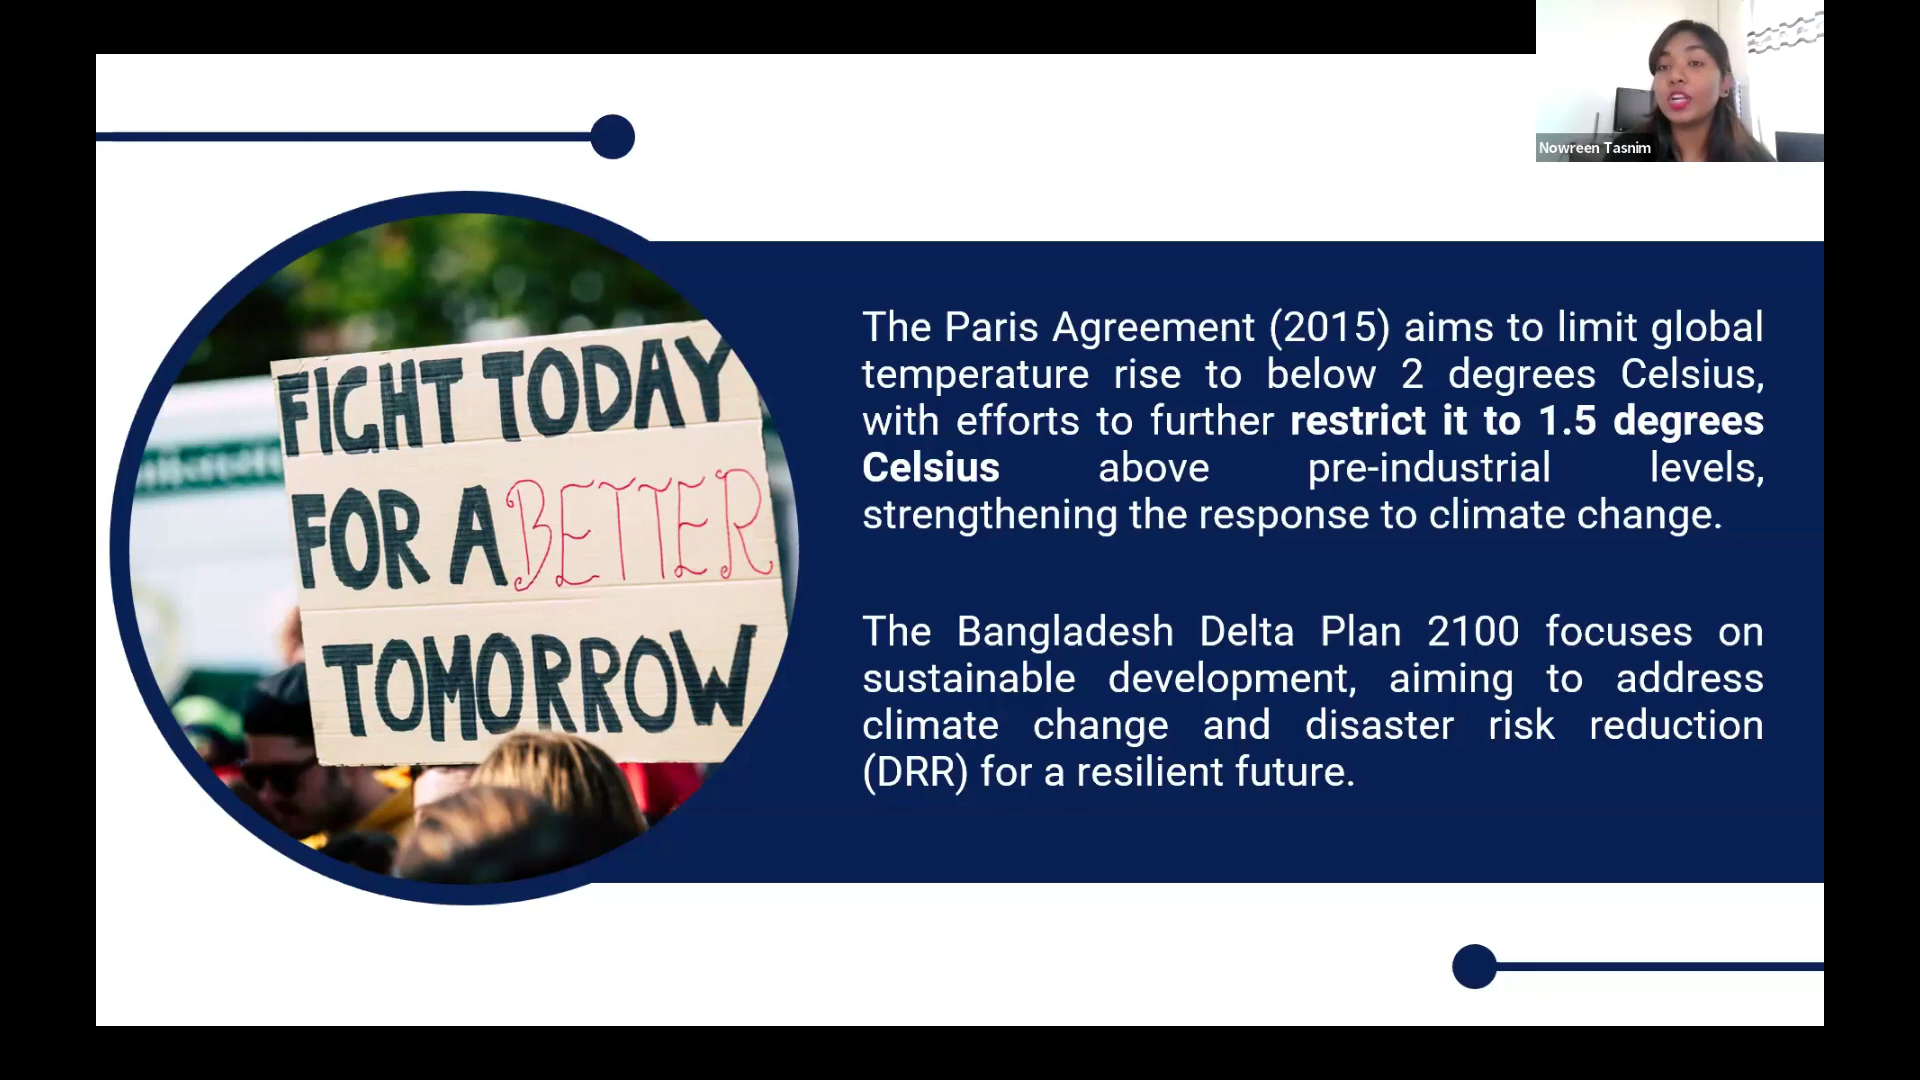 Nowreen Tasnim
FIGHT TODAY
FOR A BETTER
TOMORROW
The Paris Agreement (2015) aims to limit global
temperature rise to below 2 degrees Celsius,
with efforts to further restrict it to 1.5 degrees
Celsius above pre-industrial levels,
strengthening the response to climate change.
The Bangladesh Delta Plan 2100 focuses on
sustainable development, aiming to address
climate change and disaster risk reduction
(DRR) for a resilient future.